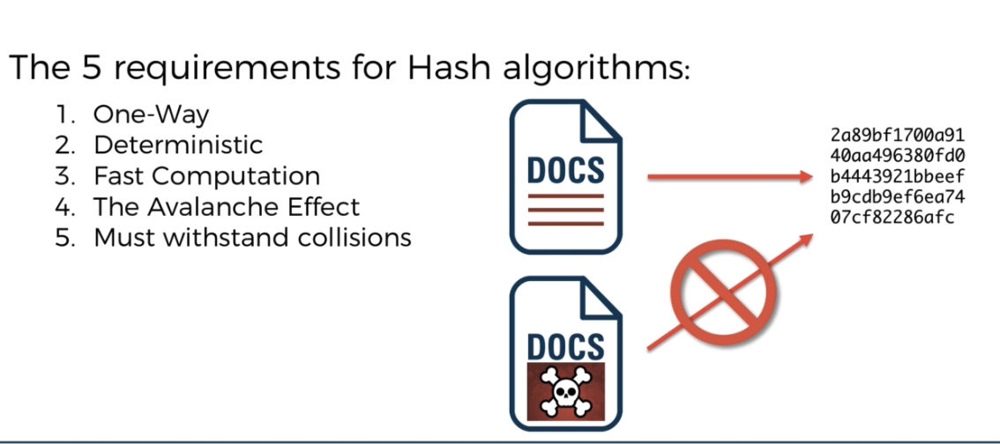 The 5 requirements for Hash algorithms:
1. One-Way
2. Deterministic
3. Fast Computation
4. The Avalanche Effect
5. Must withstand collisions
DOCS
2a89bf1700a91
40aa496380fd0
b4443921bbeef
b9cdb9ef6ea74
07cf82286afc
DOCS